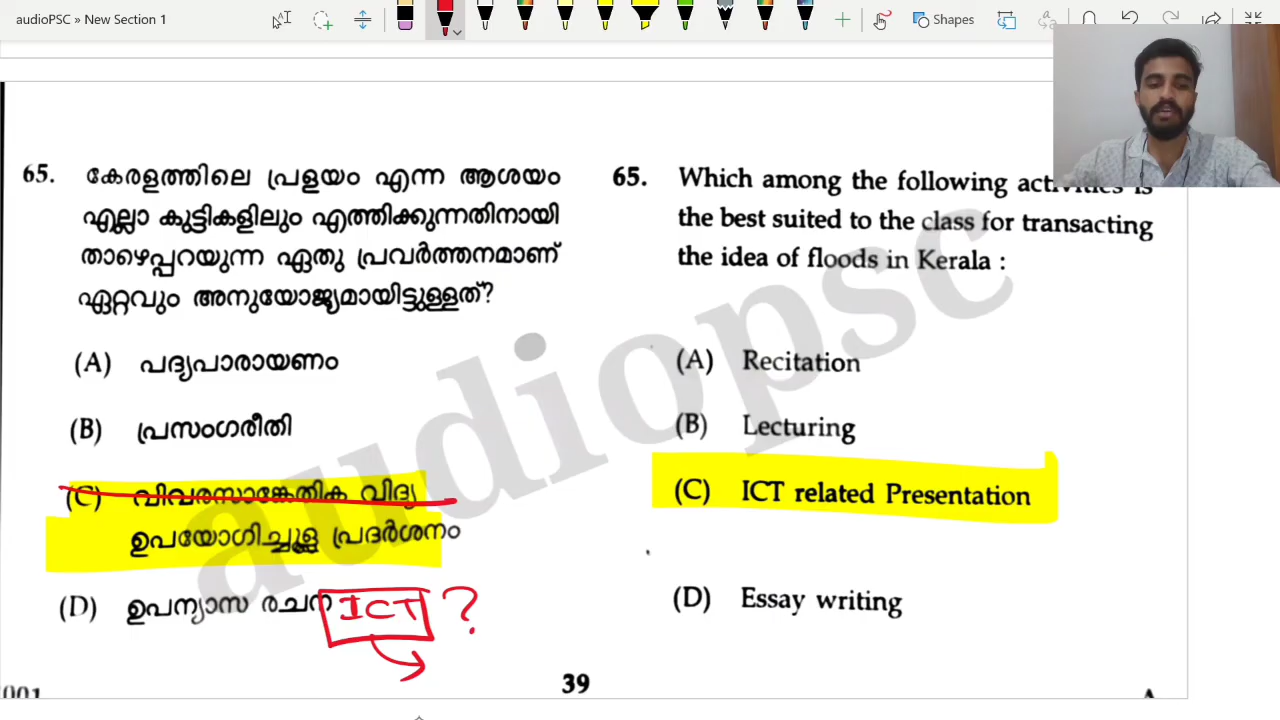 audioPSC » New Section 1
Shapes
65. കേരളത്തിലെ പ്രളയം എന്ന ആശയം
എല്ലാ കുട്ടികളിലും എത്തിക്കുന്നതിനായി
താഴെപ്പറയുന്ന ഏതു പ്രവർത്തനമാണ്
ഏറ്റവും അനുയോജ്യമായിട്ടുള്ളത്?
(A) പദ്യപാരായണം
(B) പ്രസംഗരീതി
(C) വിവരസാങ്കേതിക വിദ്യ
ഉപയോഗിച്ചുള്ള പ്രദർശനം
(D) ഉപന്യാസ രചന
ICT ?
65. Which among the following activities is
the best suited to the class for transacting
the idea of floods in Kerala :
(A) Recitation
(B) Lecturing
(C) ICT related Presentation
(D) Essay writing
001
39
A
audiopsc